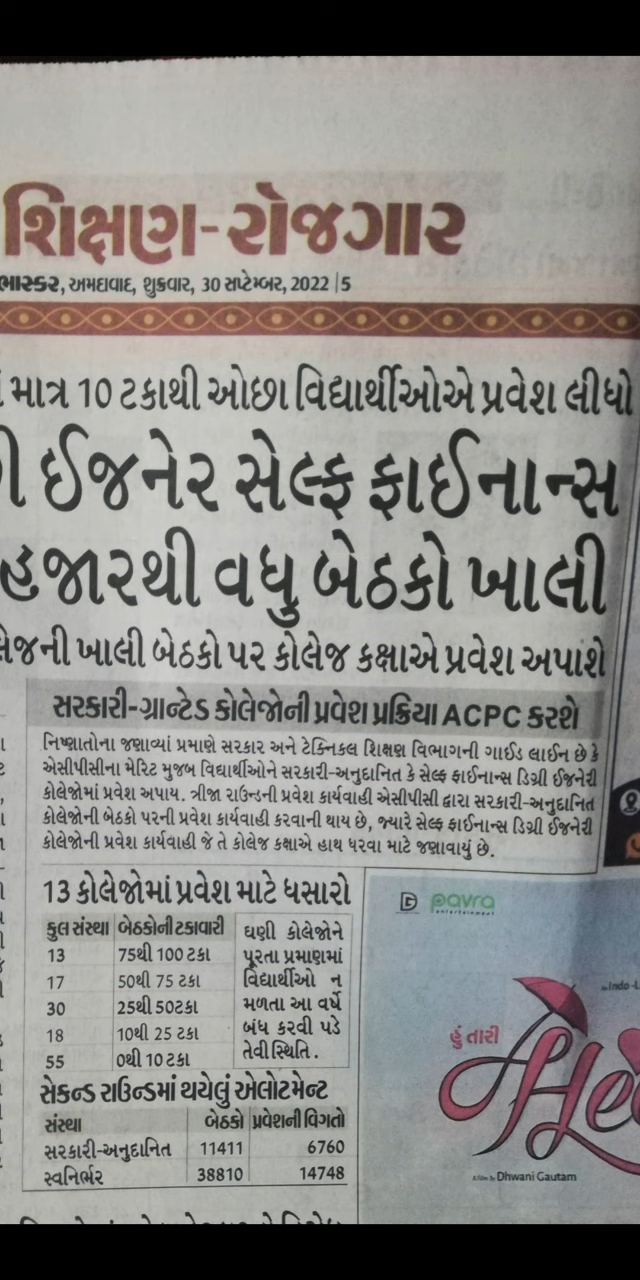 શિક્ષણ-રોજગાર
ભાસ્કર, અમદાવાદ, શુક્રવાર, 30 સપ્ટેમ્બર, 2022 | 5
માત્ર 10 ટકાથી ઓછા વિદ્યાર્થીઓએ પ્રવેશ લીધો
ઈજનેર સેલ્ફ ફાઈનાન્સ
હજારથી વધુ બેઠકો ખાલી
ખાલી બેઠકો પર કોલેજ કક્ષાએ પ્રવેશ અપાશે
સરકારી-ગ્રાન્ટેડ કોલેજોની પ્રવેશ પ્રક્રિયા ACPC કરશે
નિષ્ણાતોના જણાવ્યાં પ્રમાણે સરકાર અને ટેક્નિકલ શિક્ષણ વિભાગની ગાઈડ લાઈન છે કે
એસીપીસીના મેરિટ મુજબ વિદ્યાર્થીઓને સરકારી-અનુદાનિત કે સેલ્ફ ફાઈનાન્સ ડિગ્રી ઈજનેરી
કોલેજોમાં પ્રવેશ અપાય. ત્રીજા રાઉન્ડની પ્રવેશ કાર્યવાહી એસીપીસી દ્વારા સરકારી-અનુદાનિત
કોલેજોની બેઠકો પરની પ્રવેશ કાર્યવાહી કરવાની થાય છે, જ્યારે સેલ્ફ ફાઈનાન્સ ડિગ્રી ઈજનેરી
કોલેજોની પ્રવેશ કાર્યવાહી જે તે કોલેજ કક્ષાએ હાથ ધરવા માટે જણાવાયું છે.
13 કોલેજોમાં પ્રવેશ માટે ધસારો
કુલ સંસ્થા બેઠકોની ટકાવારી
13 75થી 100 ટકા
17 50થી 75 ટકા
30 25થી 50ટકા
18 10થી 25 ટકા
55 0થી 10 ટકા
ઘણી કોલેજોને
પૂરતા પ્રમાણમાં
વિદ્યાર્થીઓ ન
મળતા આ વર્ષે
બંધ કરવી પડે
તેવી સ્થિતિ.
સેકન્ડ રાઉન્ડમાં થયેલું એલોટમેન્ટ
સંસ્થા બેઠકો પ્રવેશની વિગતો
સરકારી-અનુદાનિત 11411 6760
સ્વનિર્ભર 38810 14748
pavra
entertainment
હું તારી
A film By Dhwani Gautam